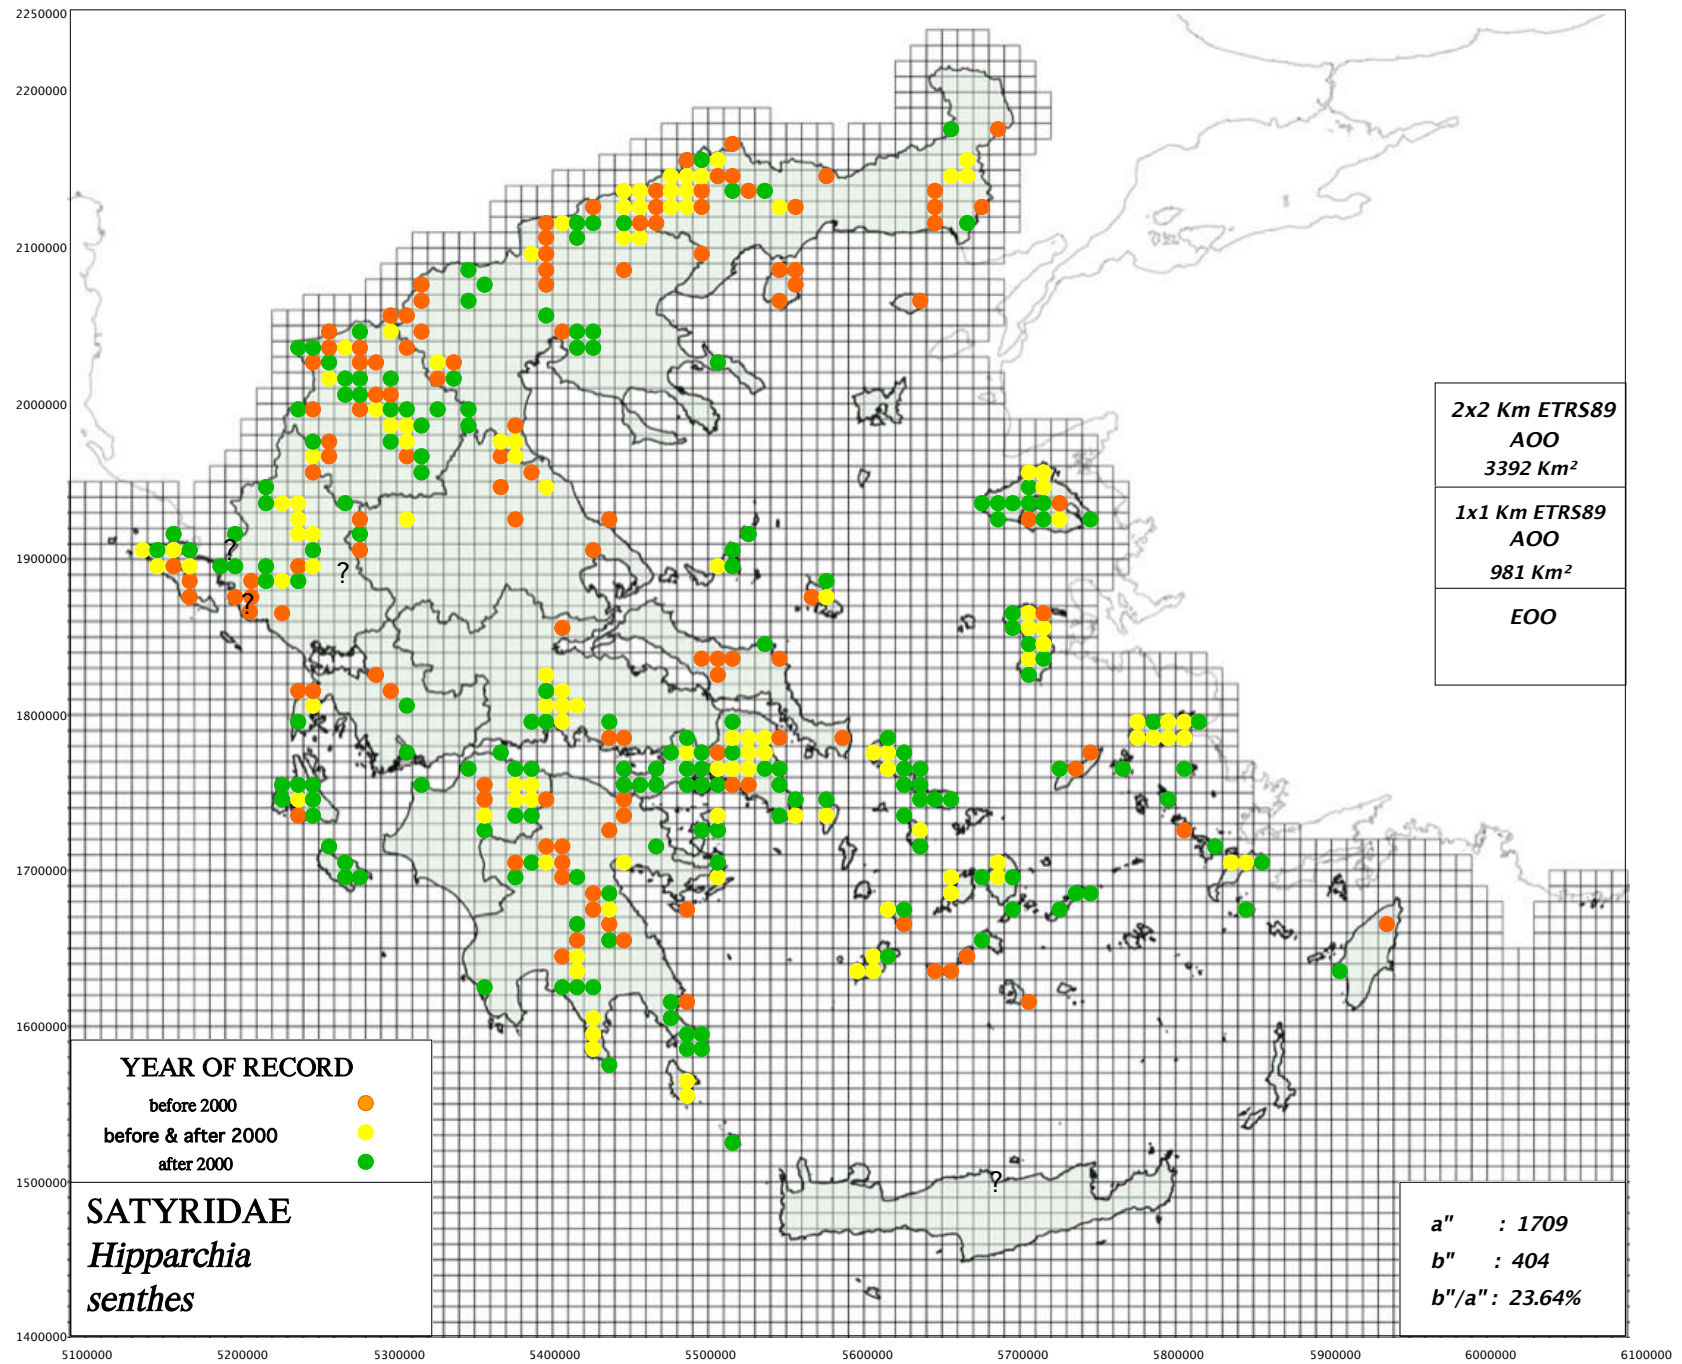 2250000
2200000
2100000
2000000
1900000
1800000
1700000
1600000
1500000
1400000
5100000 5200000 5300000 5400000 5500000 5600000 5700000 5800000 5900000 6100000
2x2 Km ETRS89
AOO
3392 Km²
1x1 Km ETRS89
AOO
981 Km²
EOO
?
?
?
?
YEAR OF RECORD
before 2000
before & after 2000
after 2000
SATYRIDAE
Hipparchia
senthes
a" : 1709
b" : 404
b"/a" : 23.64%